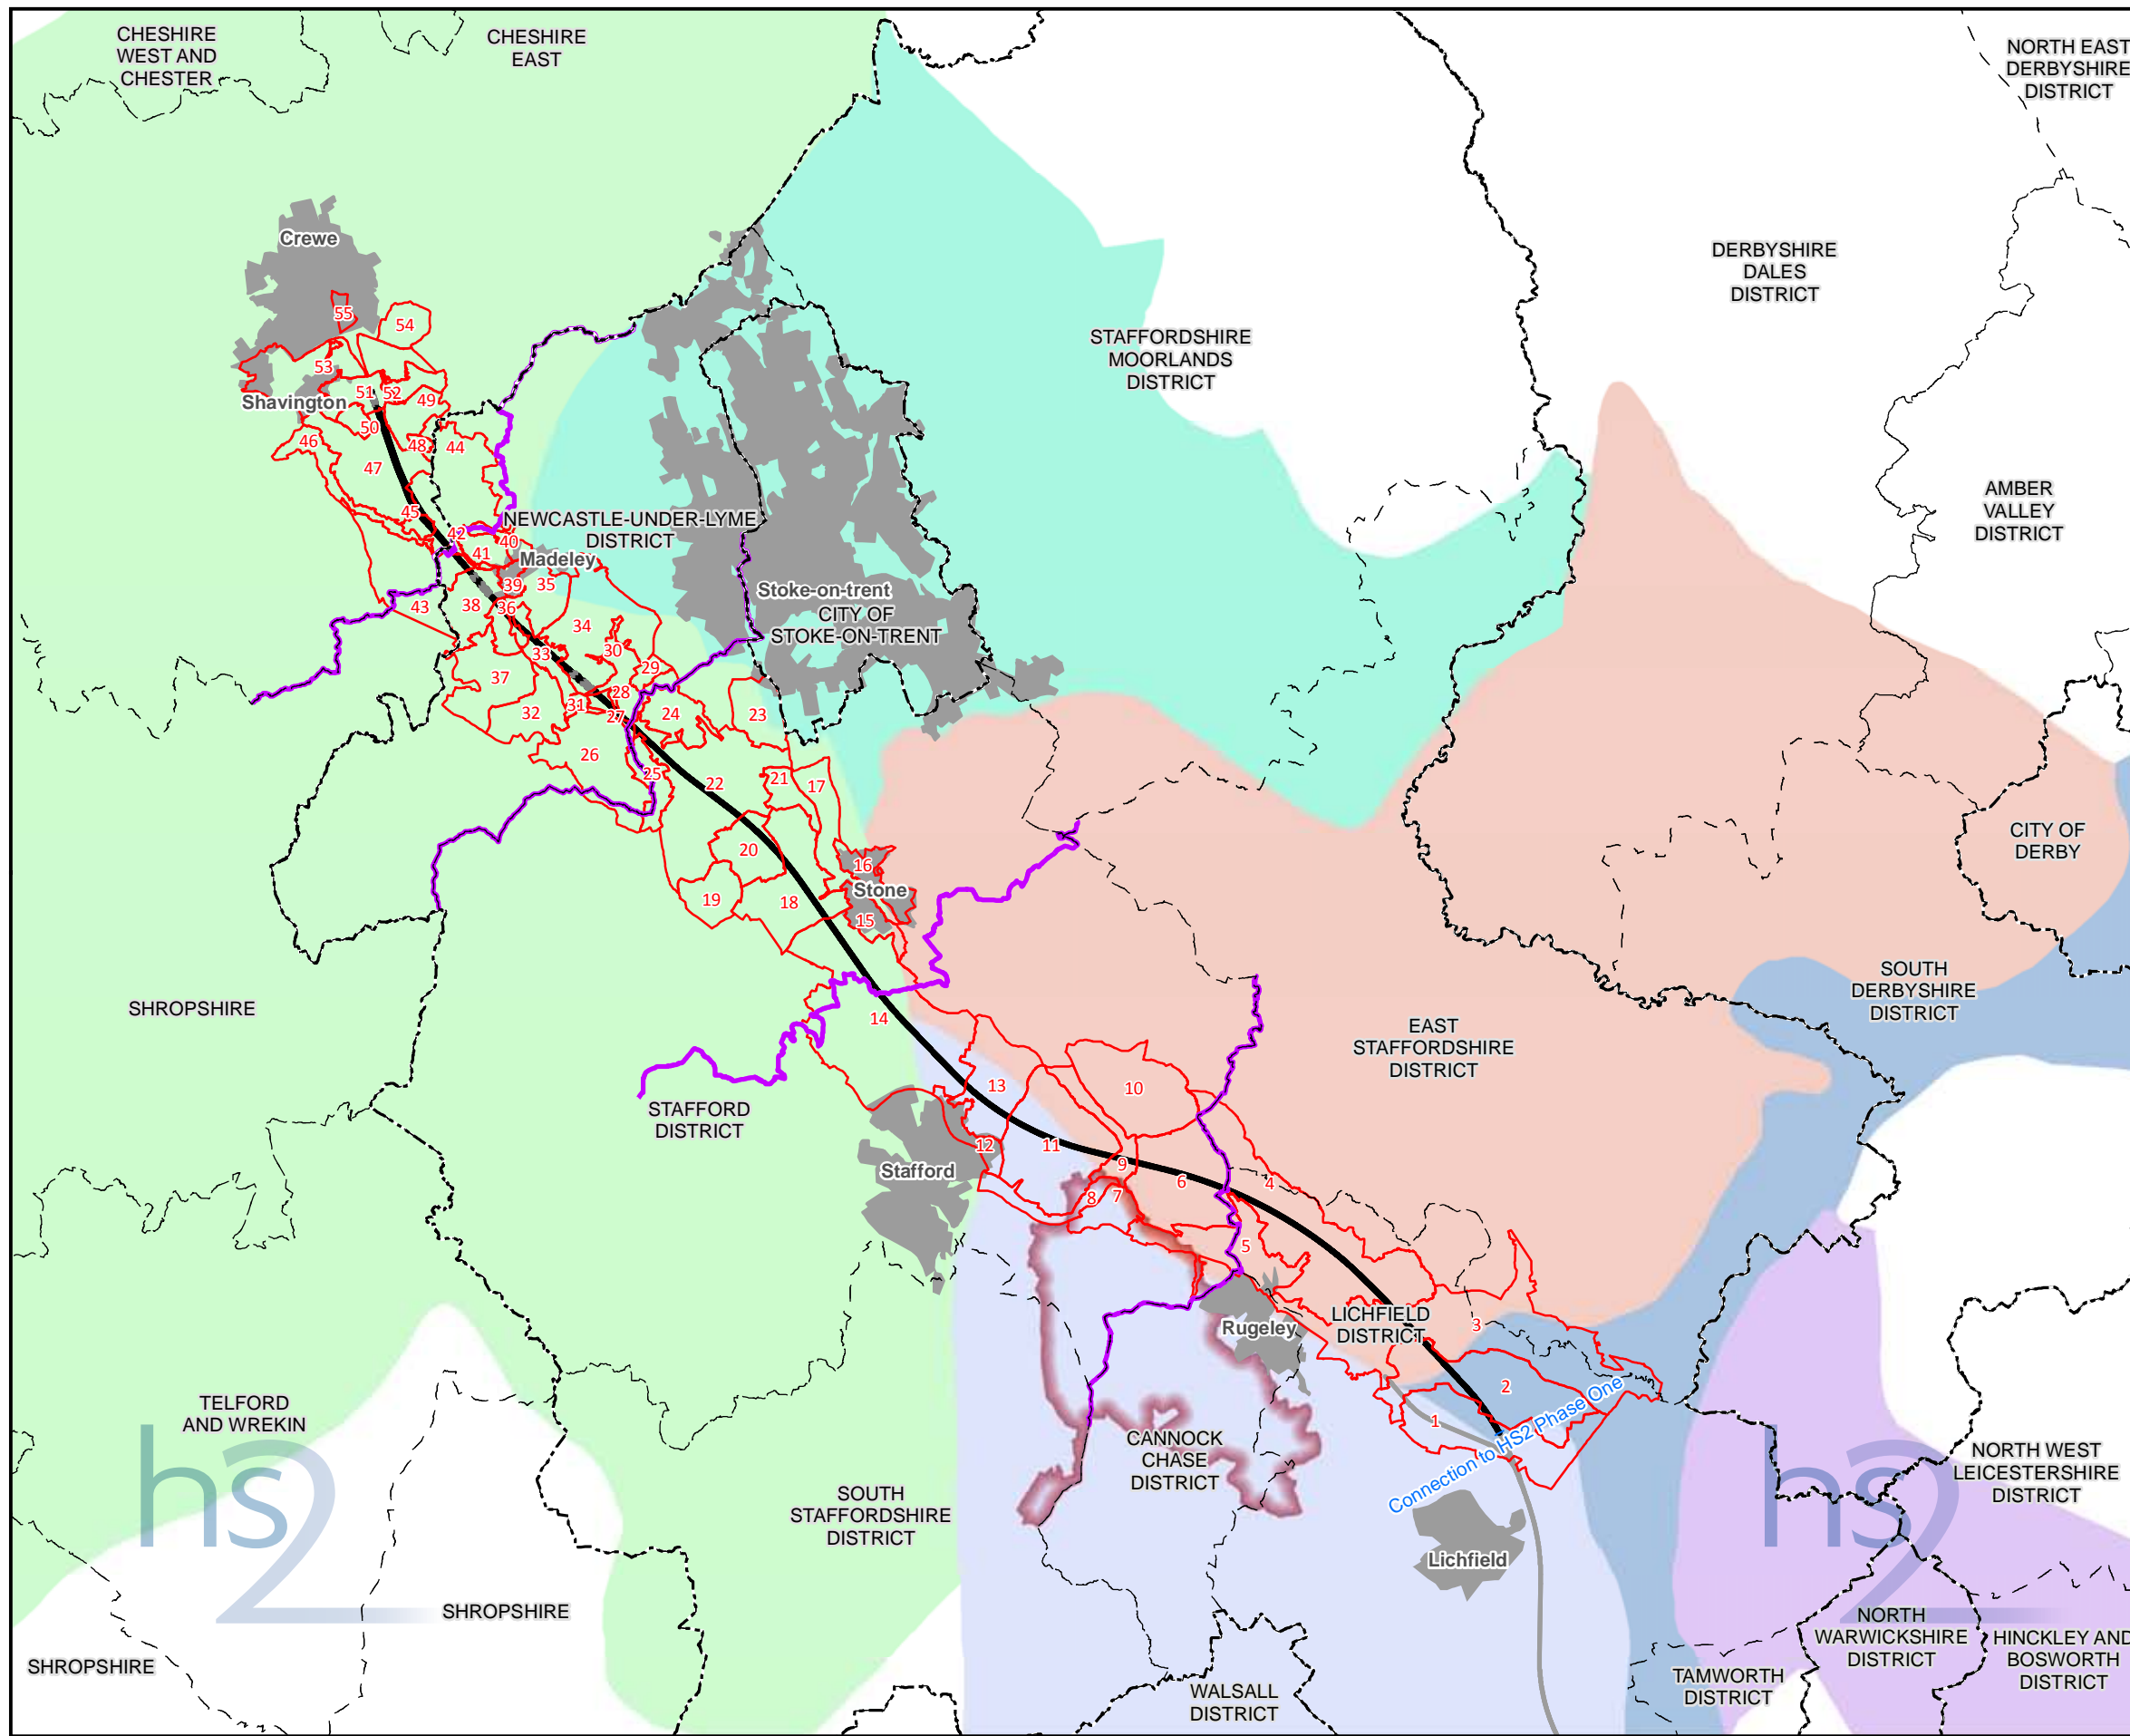 CHESHIRE
WEST AND
CHESTER
CHESHIRE
EAST
NORTH EAST
DERBYSHIRE
DISTRICT
Crewe
DERBYSHIRE
DALES
DISTRICT
55
54
STAFFORDSHIRE
MOORLANDS
DISTRICT
53
51
52
49
Shavington
50
46
48
44
47
AMBER
VALLEY
DISTRICT
45
NEWCASTLE-UNDER-LYME
DISTRICT
42
40
41
Madeley
39
35
38
36
43
Stoke-on-trent
CITY OF
STOKE-ON-TRENT
34
33
30
29
37
28
31
32
27
24
23
26
25
22
21
17
20
16
Stone
19
18
15
CITY OF
DERBY
SOUTH
DERBYSHIRE
DISTRICT
SHROPSHIRE
14
EAST
STAFFORDSHIRE
DISTRICT
13
10
STAFFORD
DISTRICT
12
11
9
Stafford
6
4
8
7
5
LICHFIELD
DISTRICT
3
Rugeley
2
1
Connection to HS2 Phase One
TELFORD
AND WREKIN
hs2
CANNOCK
CHASE
DISTRICT
hs2
NORTH WEST
LEICESTERSHIRE
DISTRICT
SOUTH
STAFFORDSHIRE
DISTRICT
Lichfield
SHROPSHIRE
NORTH
WARWICKSHIRE
DISTRICT
HINCKLEY AND
BOSWORTH
DISTRICT
SHROPSHIRE
TAMWORTH
DISTRICT
WALSALL
DISTRICT